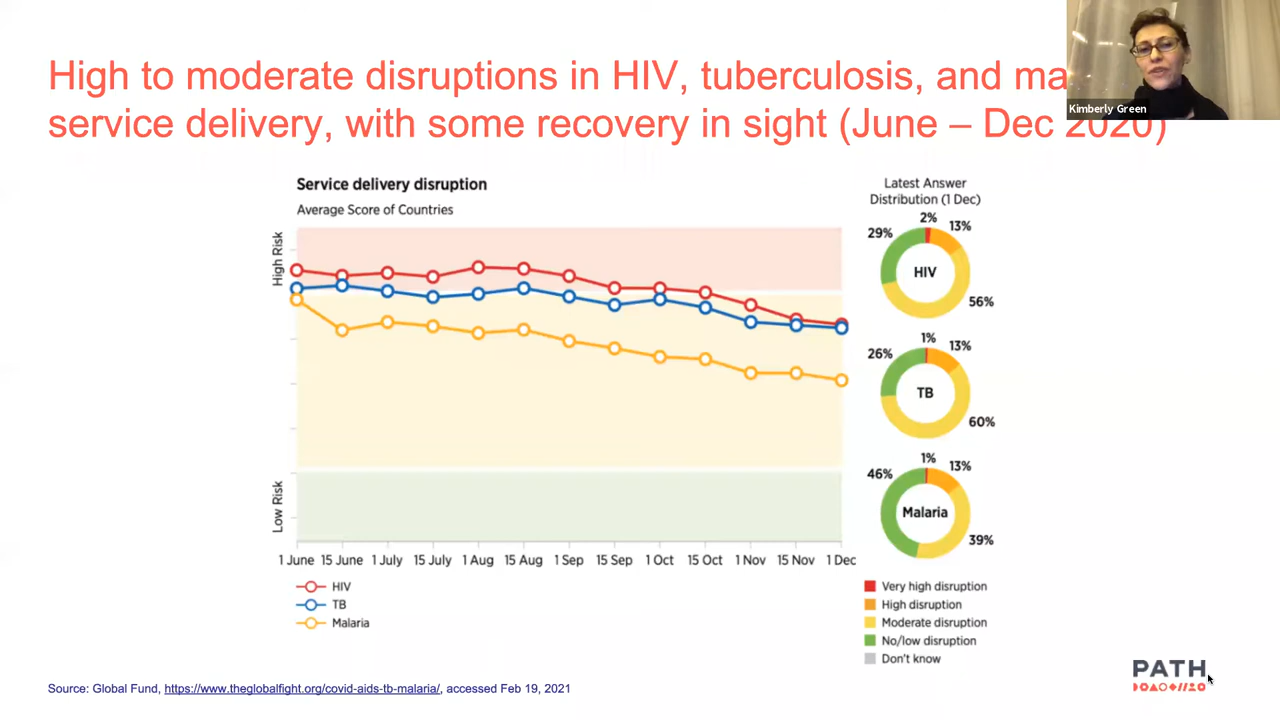 High to moderate disruptions in HIV, tuberculosis, and ma
service delivery, with some recovery in sight (June – Dec 2020)
Kimberly Green
Service delivery disruption
Average Score of Countries
High Risk
Low Risk
1 June 15 June 1 July 15 July 1 Aug 15 Aug 1 Sep 15 Sep 1 Oct 15 Oct 1 Nov 15 Nov 1 Dec
HIV
TB
Malaria
Latest Answer
Distribution (1 Dec)
2%
13%
29%
HIV
56%
1%
13%
26%
TB
60%
1%
13%
46%
Malaria
39%
Very high disruption
High disruption
Moderate disruption
No/low disruption
Don't know
Source: Global Fund, https://www.theglobalfight.org/covid-aids-tb-malaria/, accessed Feb 19, 2021
PATH